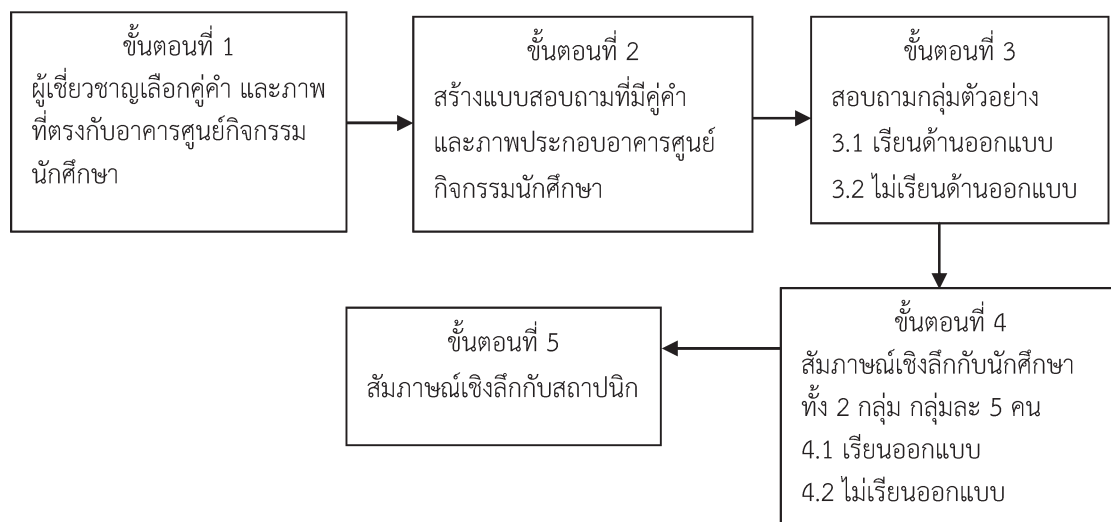 ขั้นตอนที่ 1
ผู้เชี่ยวชาญเลือกคู่คำ และภาพ
ที่ตรงกับอาคารศูนย์กิจกรรม
นักศึกษา
ขั้นตอนที่ 2
สร้างแบบสอบถามที่มีคู่คำ
และภาพประกอบอาคารศูนย์
กิจกรรมนักศึกษา
ขั้นตอนที่ 3
สอบถามกลุ่มตัวอย่าง
3.1 เรียนด้านออกแบบ
3.2 ไม่เรียนด้านออกแบบ
ขั้นตอนที่ 4
สัมภาษณ์เชิงลึกกับนักศึกษา
ทั้ง 2 กลุ่ม กลุ่มละ 5 คน
4.1 เรียนออกแบบ
4.2 ไม่เรียนออกแบบ
ขั้นตอนที่ 5
สัมภาษณ์เชิงลึกกับสถาปนิก